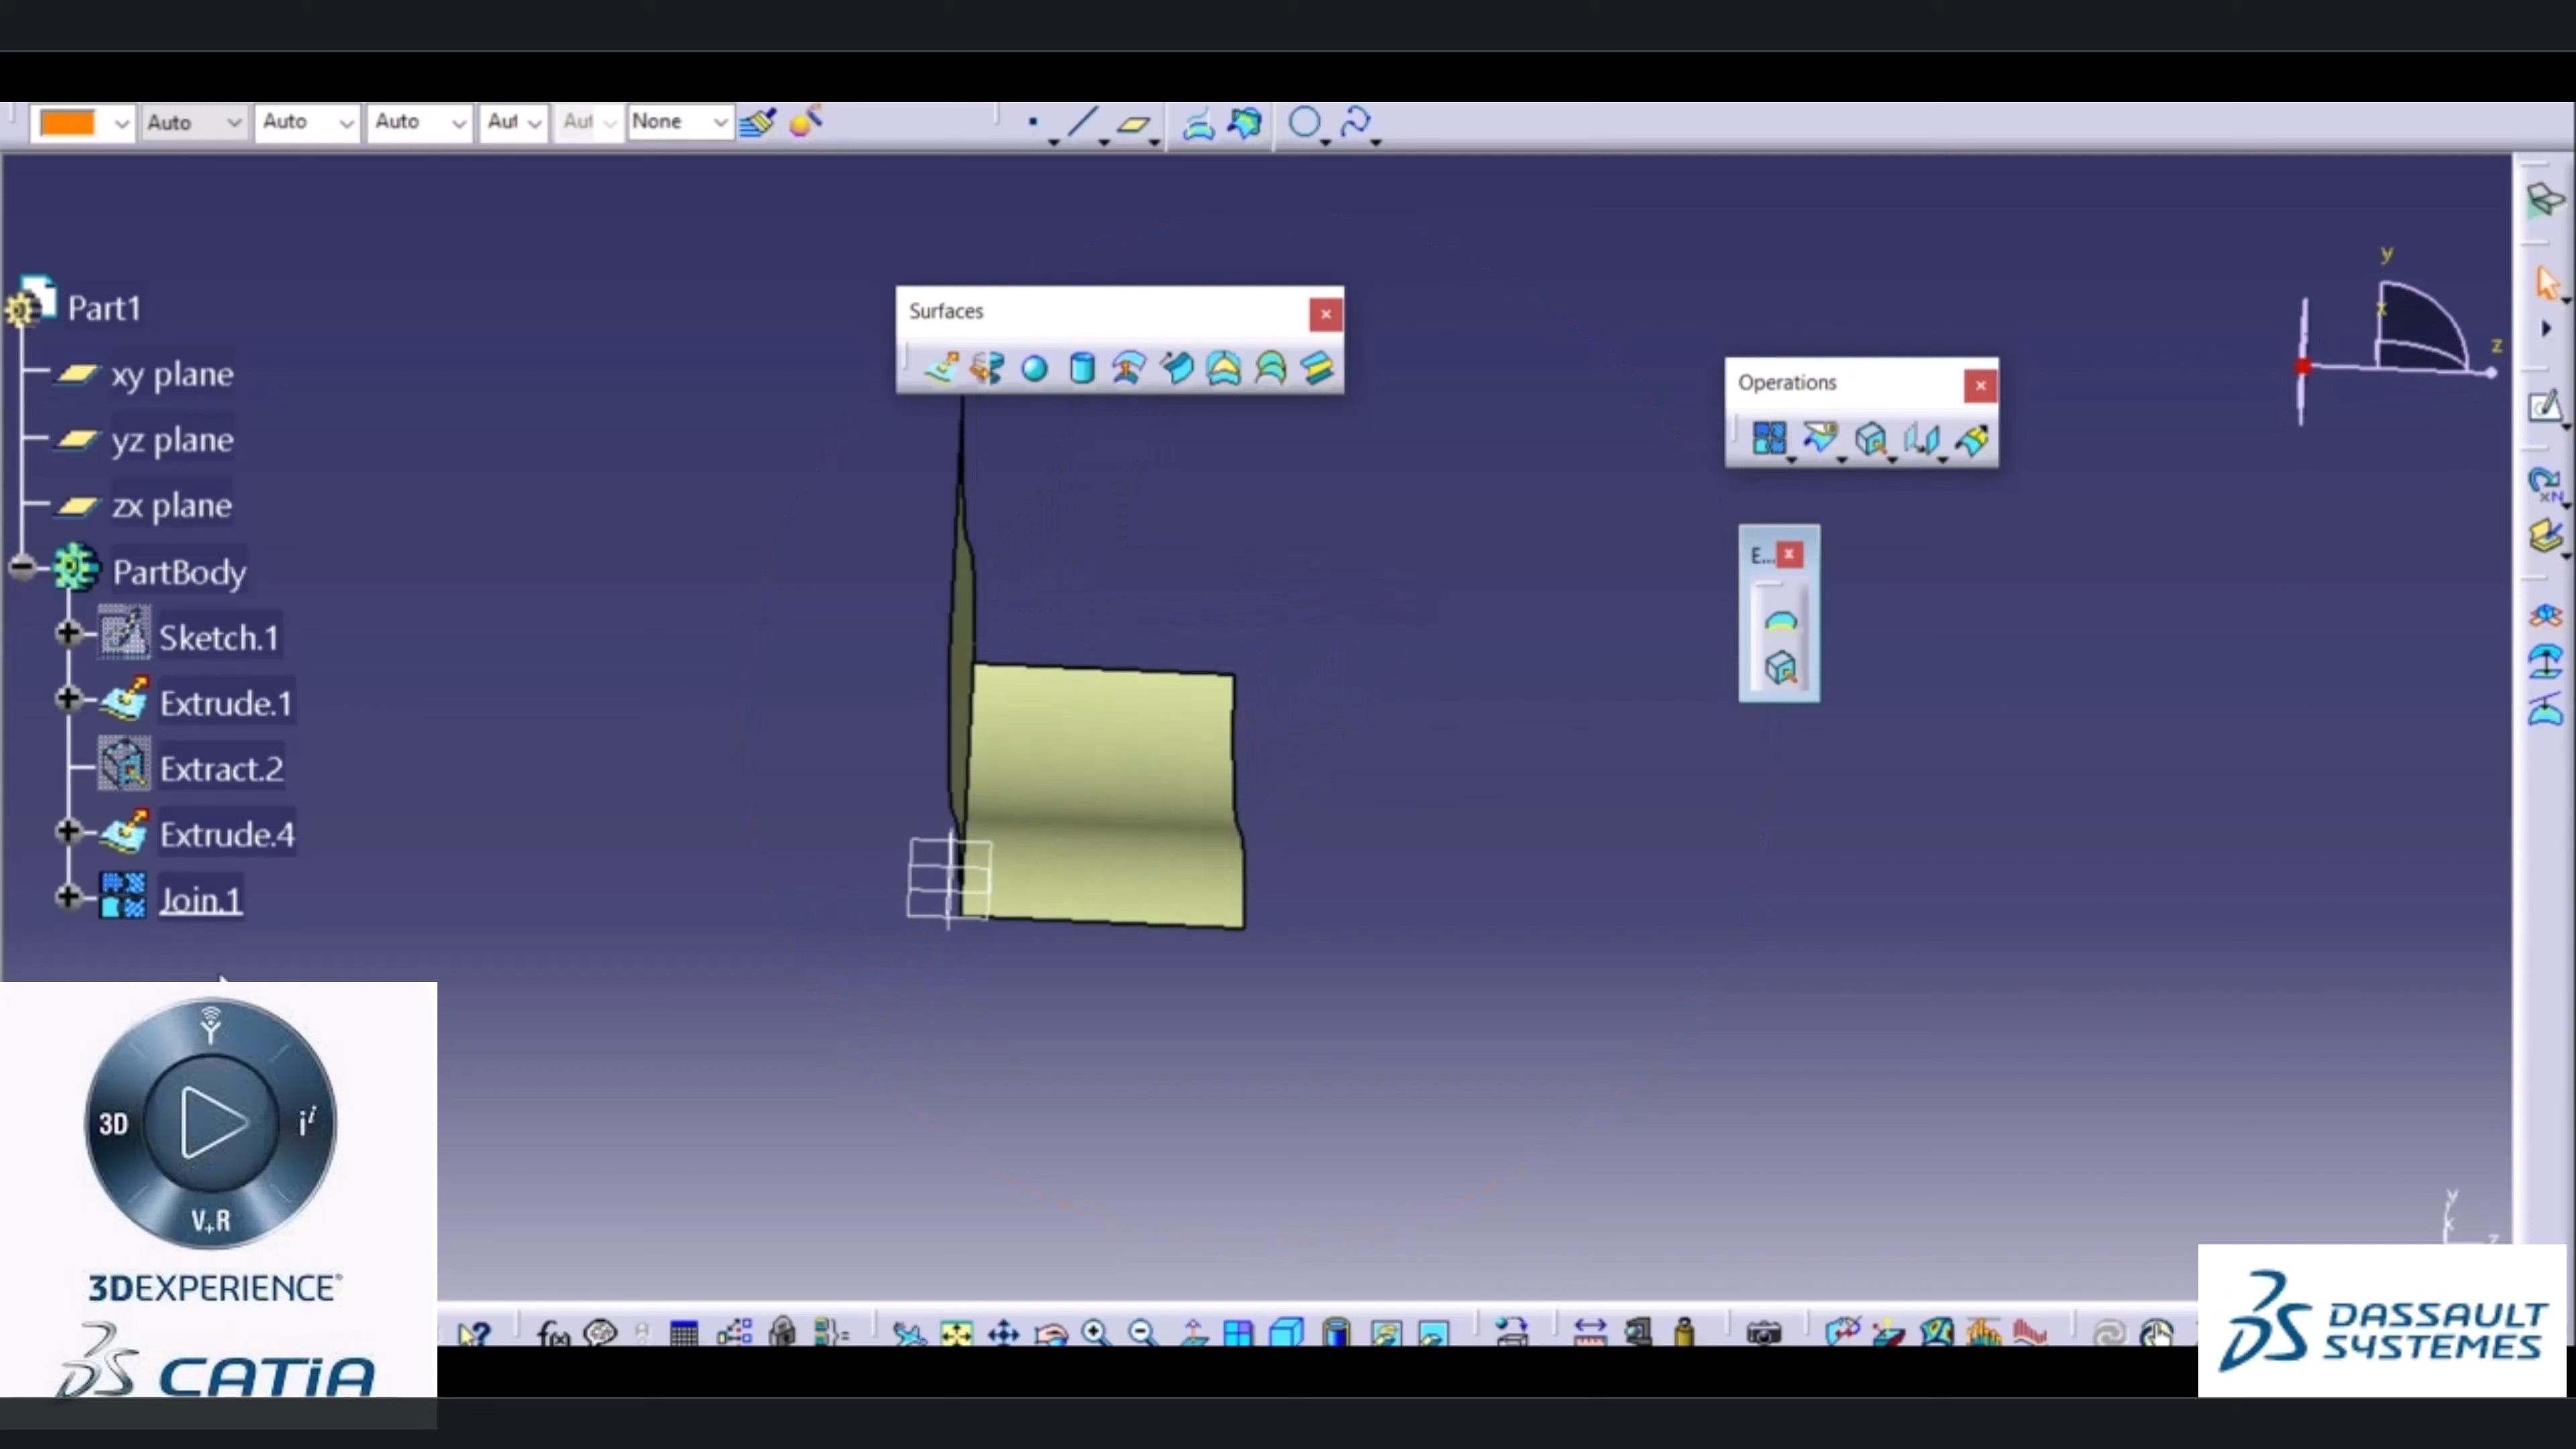 Auto
Auto
Auto
Aut
Aut
None
Surfaces
Operations
E...
Part1
xy plane
yz plane
zx plane
PartBody
Sketch.1
Extrude.1
Extract.2
Extrude.4
Join.1
y
x
z
xN
3D
i i
V+R
3DEXPERIENCE®
CATIA
f(x)
y
x
z
DASSAULT
SYSTEMES